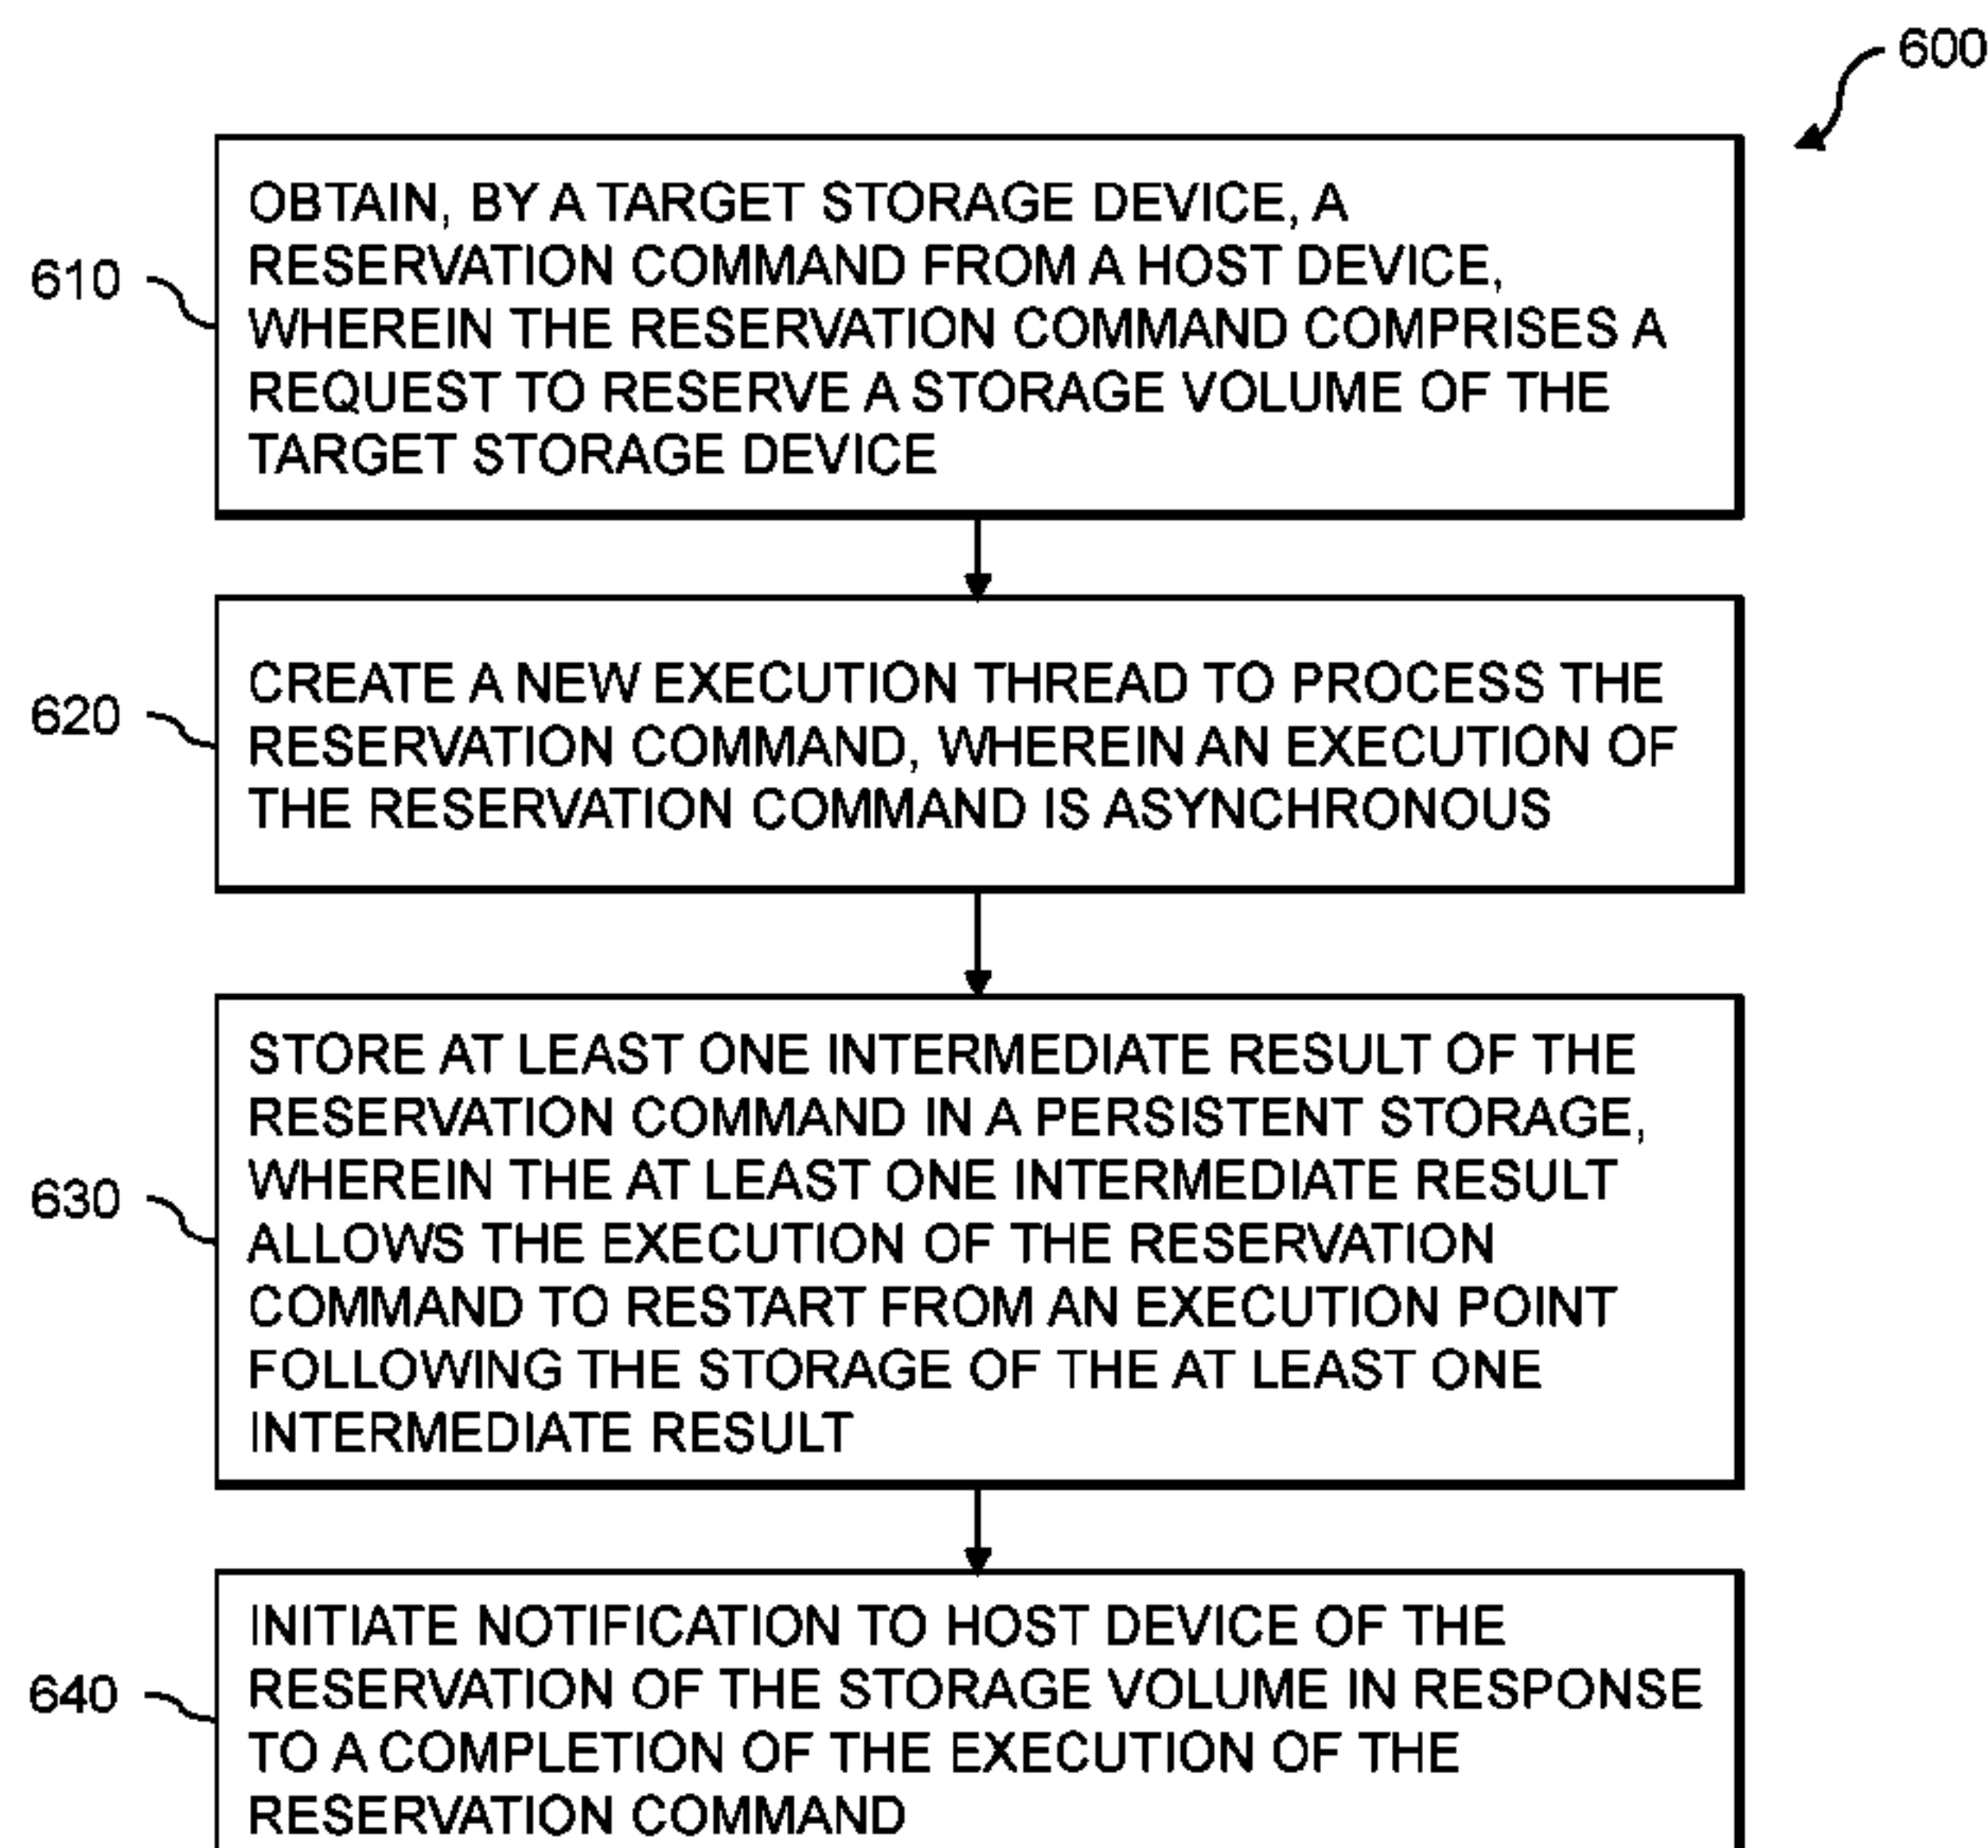 600
610
OBTAIN, BY A TARGET STORAGE DEVICE, A
RESERVATION COMMAND FROM A HOST DEVICE,
WHEREIN THE RESERVATION COMMAND COMPRISES A
REQUEST TO RESERVE A STORAGE VOLUME OF THE
TARGET STORAGE DEVICE
620
CREATE A NEW EXECUTION THREAD TO PROCESS THE
RESERVATION COMMAND, WHEREIN AN EXECUTION OF
THE RESERVATION COMMAND IS ASYNCHRONOUS
630
STORE AT LEAST ONE INTERMEDIATE RESULT OF THE
RESERVATION COMMAND IN A PERSISTENT STORAGE,
WHEREIN THE AT LEAST ONE INTERMEDIATE RESULT
ALLOWS THE EXECUTION OF THE RESERVATION
COMMAND TO RESTART FROM AN EXECUTION POINT
FOLLOWING THE STORAGE OF THE AT LEAST ONE
INTERMEDIATE RESULT
640
INITIATE NOTIFICATION TO HOST DEVICE OF THE
RESERVATION OF THE STORAGE VOLUME IN RESPONSE
TO A COMPLETION OF THE EXECUTION OF THE
RESERVATION COMMAND